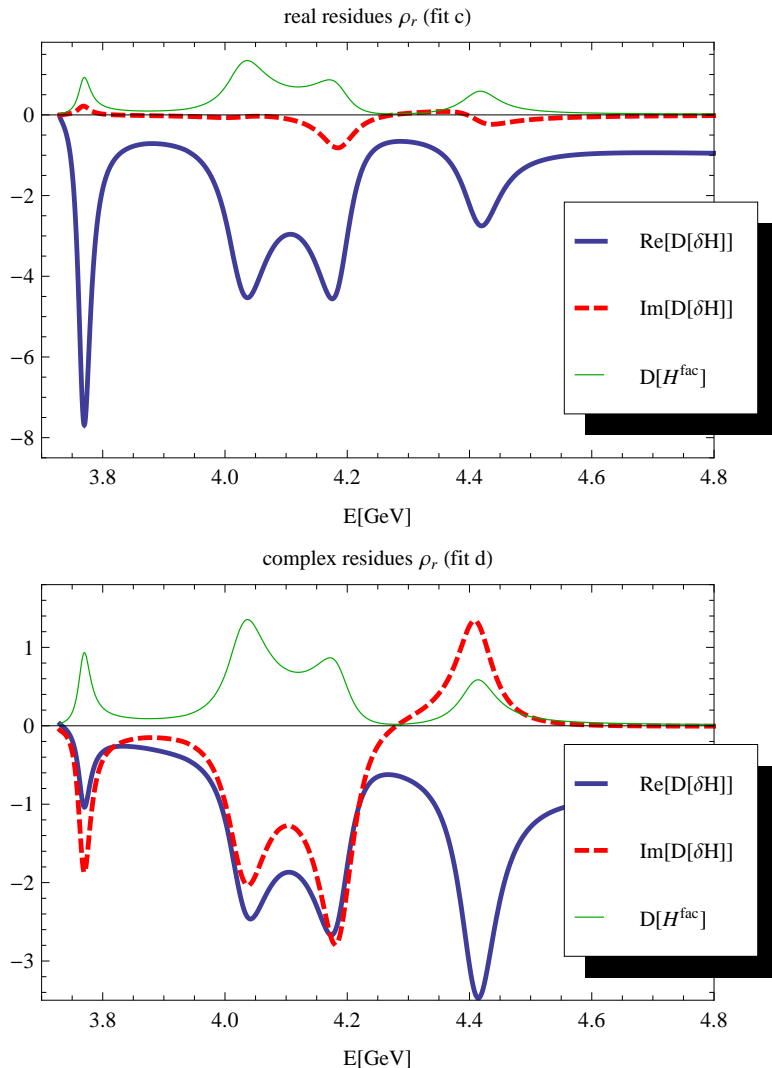 real residues ρr (fit c)
0
−2
−4
−6
−8
3.8 4.0 4.2 4.4 4.6 4.8
E[GeV]
Re[D[δH]]
Im[D[δH]]
D[H^fac]
complex residues ρr (fit d)
1
0
−1
−2
−3
3.8 4.0 4.2 4.4 4.6 4.8
E[GeV]
Re[D[δH]]
Im[D[δH]]
D[H^fac]